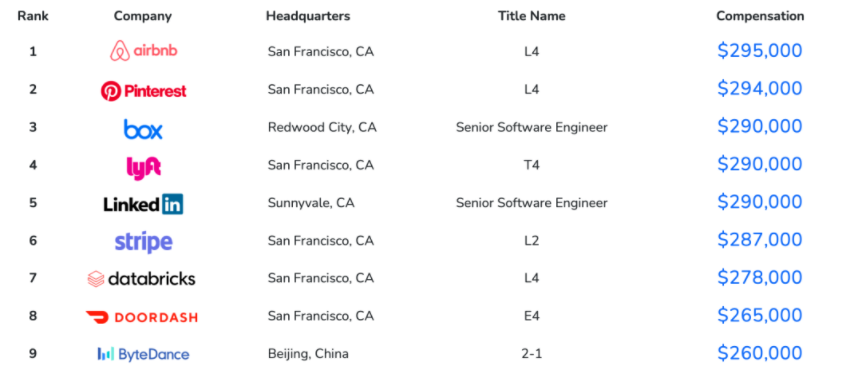 Rank Company Headquarters Title Name Compensation
1 airbnb San Francisco, CA L4 $295,000
2 Pinterest San Francisco, CA L4 $294,000
3 box Redwood City, CA Senior Software Engineer $290,000
4 lyft San Francisco, CA T4 $290,000
5 Linked in Sunnyvale, CA Senior Software Engineer $290,000
6 stripe San Francisco, CA L2 $287,000
7 databricks San Francisco, CA L4 $278,000
8 DOORDASH San Francisco, CA E4 $265,000
9 ByteDance Beijing, China 2-1 $260,000